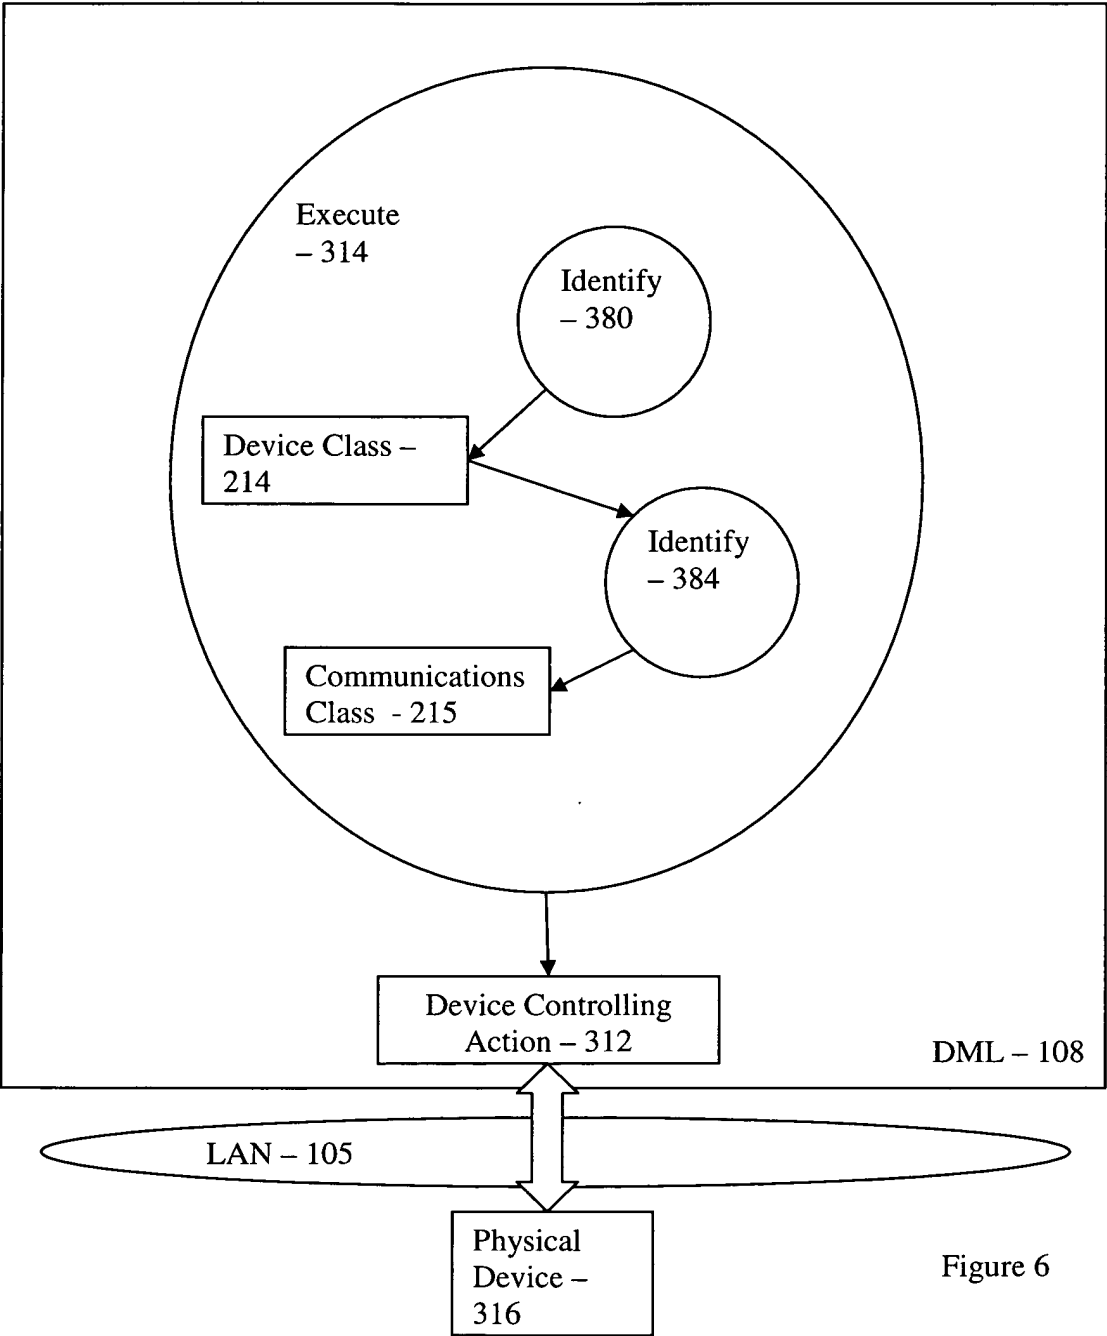 Execute
– 314
Identify
– 380
Device Class –
214
Identify
– 384
Communications
Class - 215
Device Controlling
Action – 312
DML – 108
LAN – 105
Physical
Device –
316
Figure 6